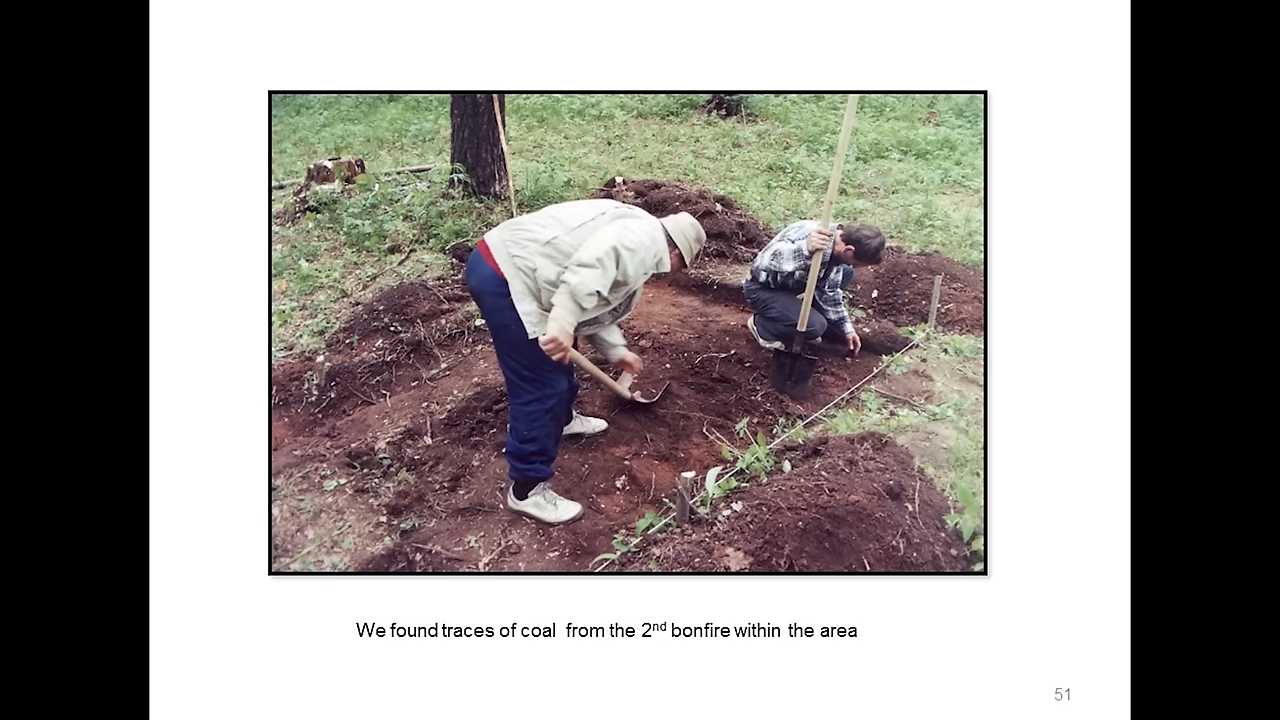 We found traces of coal from the 2nd bonfire within the area
51